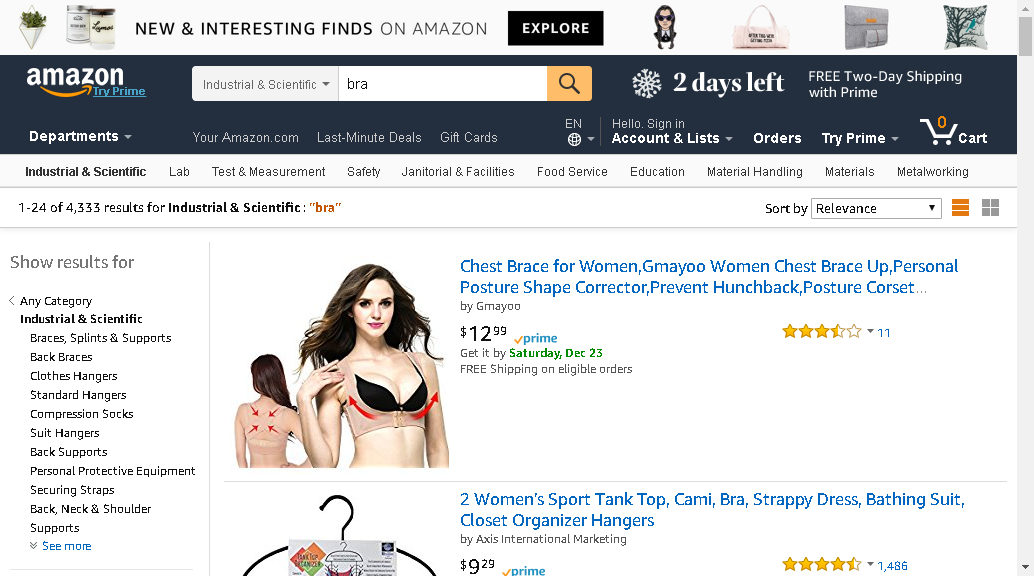 NEW & INTERESTING FINDS ON AMAZON EXPLORE
amazon
Try Prime
Industrial & Scientific
bra
2 days left
FREE Two-Day Shipping
with Prime
Departments
Your Amazon.com Last-Minute Deals Gift Cards
EN
Hello. Sign in
Account & Lists
Orders
Try Prime
0
Cart
Industrial & Scientific Lab Test & Measurement Safety Janitorial & Facilities Food Service Education Material Handling Materials Metalworking
1-24 of 4,333 results for Industrial & Scientific : "bra"
Sort by Relevance
Show results for
Any Category
Industrial & Scientific
Braces, Splints & Supports
Back Braces
Clothes Hangers
Standard Hangers
Compression Socks
Suit Hangers
Back Supports
Personal Protective Equipment
Securing Straps
Back, Neck & Shoulder
Supports
See more
Chest Brace for Women,Gmayoo Women Chest Brace Up,Personal
Posture Shape Corrector,Prevent Hunchback,Posture Corset...
by Gmayoo
$12 99 prime
Get it by Saturday, Dec 23
FREE Shipping on eligible orders
11
2 Women's Sport Tank Top, Cami, Bra, Strappy Dress, Bathing Suit,
Closet Organizer Hangers
by Axis International Marketing
$9 29 prime
1,486